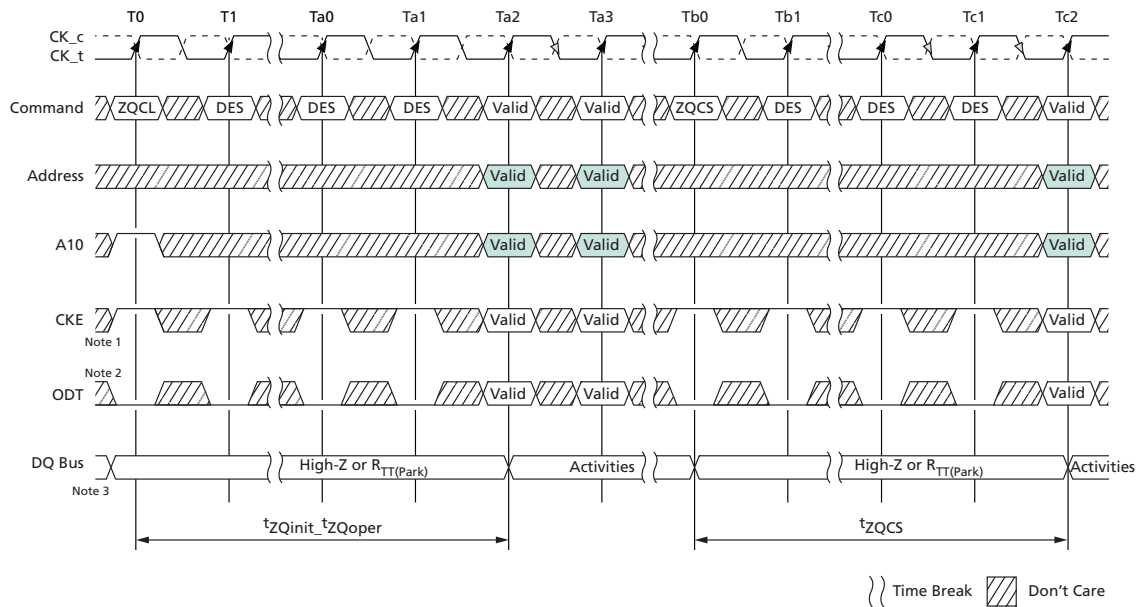 T0 T1 Ta0 Ta1 Ta2 Ta3 Tb0 Tb1 Tc0 Tc1 Tc2
CK_c
CK_t
Command ZQCL DES DES DES Valid Valid ZQCS DES DES DES Valid
Address Valid Valid Valid
A10 Valid Valid Valid
CKE Valid Valid Valid
Note 1
Note 2
ODT Valid Valid Valid
DQ Bus High-Z or RTT(Park) Activities High-Z or RTT(Park) Activities
Note 3
tZQinit_tZQoper tZQCS
Time Break Don't Care